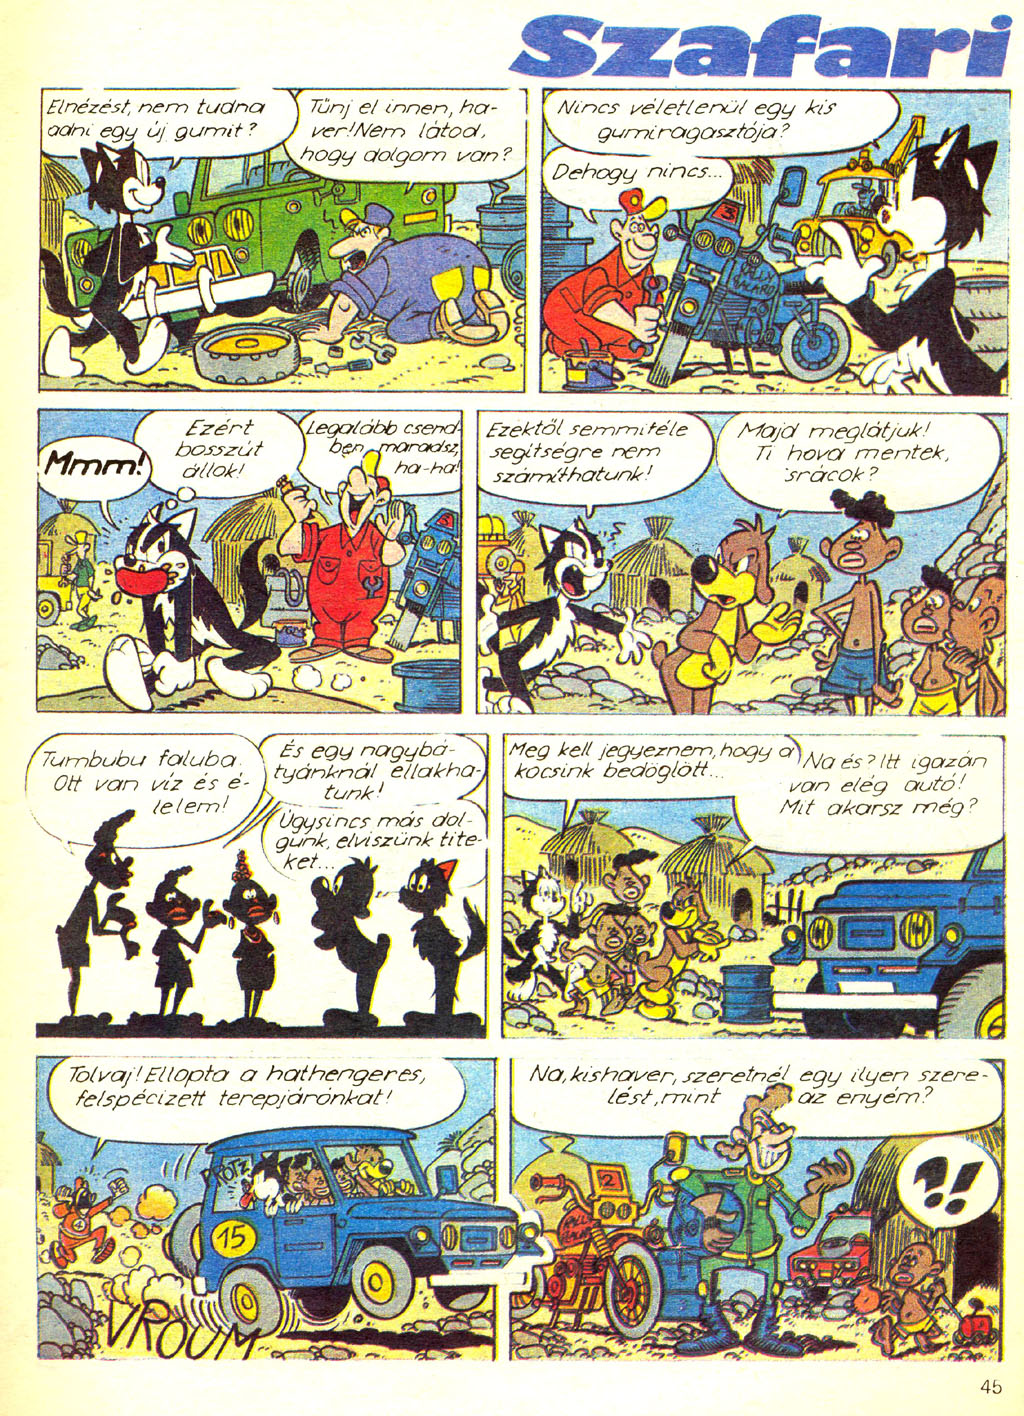 Szafari
Elnézést, nem tudna
adni egy új gumit?
Tűnj el innen, ha-
ver! Nem látod,
hogy dolgom van?
Nincs véletlenül egy kis
gumiragasztója?
Dehogy nincs...
3
Mmm!
Ezért
bosszút
állok!
Legalább csend-
ben maradsz,
ha-ha!
3
Ezektől semmiféle
segítségre nem
számíthatunk!
Majd meglátjuk!
Ti hova mentek,
srácok?
Tumbubu faluba.
Ott van víz és é-
lelem!
És egy nagybá-
tyánknál ellakha-
tunk!
Úgysincs más dol-
gunk, elviszünk tite-
ket...
Meg kell jegyeznem, hogy a
kocsink bedöglött...
Na és? Itt igazán
van elég autó!
Mit akarsz még?
Tolvaj! Ellopta a hathengeres,
felspécizett terepjárónkat!
PROTZ
15
VROUM
Na, kishaver, szeretnél egy ilyen szere-
lést, mint az enyém?
2
!!
45